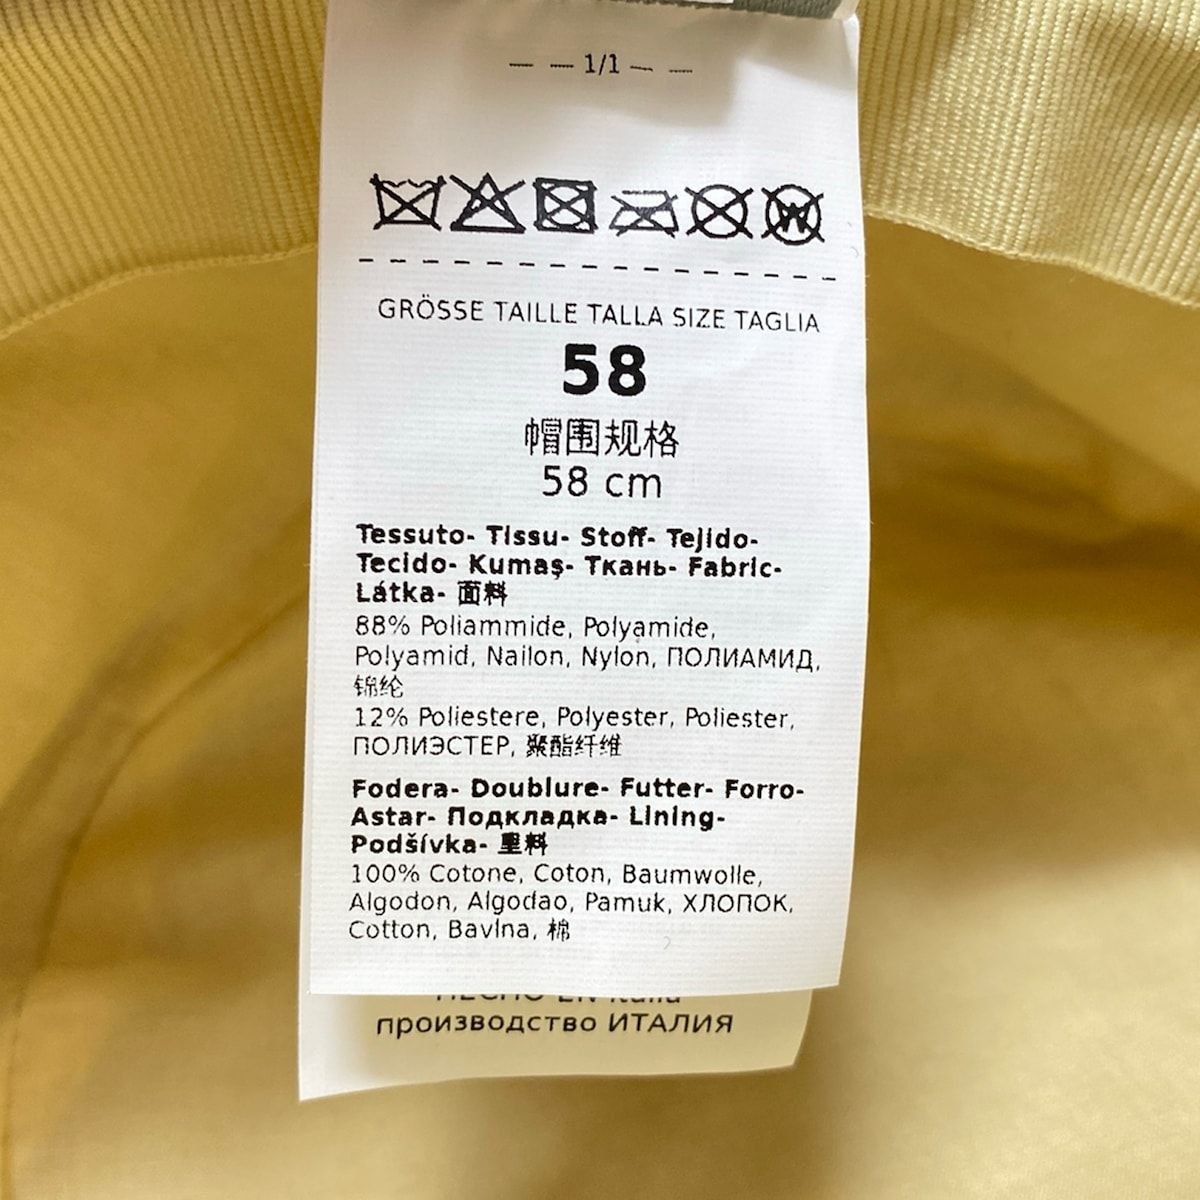 1/1
GRÖSSE TAILLE TALLA SIZE TAGLIA
58
帽围规格
58 cm
Tessuto- Tissu- Stoff- Tejido-
Tecido- Kumaş- Ткань- Fabric-
Látka- 面料
88% Poliammide, Polyamide,
Polyamid, Nailon, Nylon, ПОЛИАМИД,
锦纶
12% Poliestere, Polyester, Poliester,
ПОЛИЭСТЕР, 聚酯纤维
Fodera- Doublure- Futter- Forro-
Astar- Подкладка- Lining-
Podšívka- 里料
100% Cotone, Coton, Baumwolle,
Algodon, Algodao, Pamuk, ХЛОПОК,
Cotton, Bavlna, 棉
HECHO EN Italia
производство ИТАЛИЯ